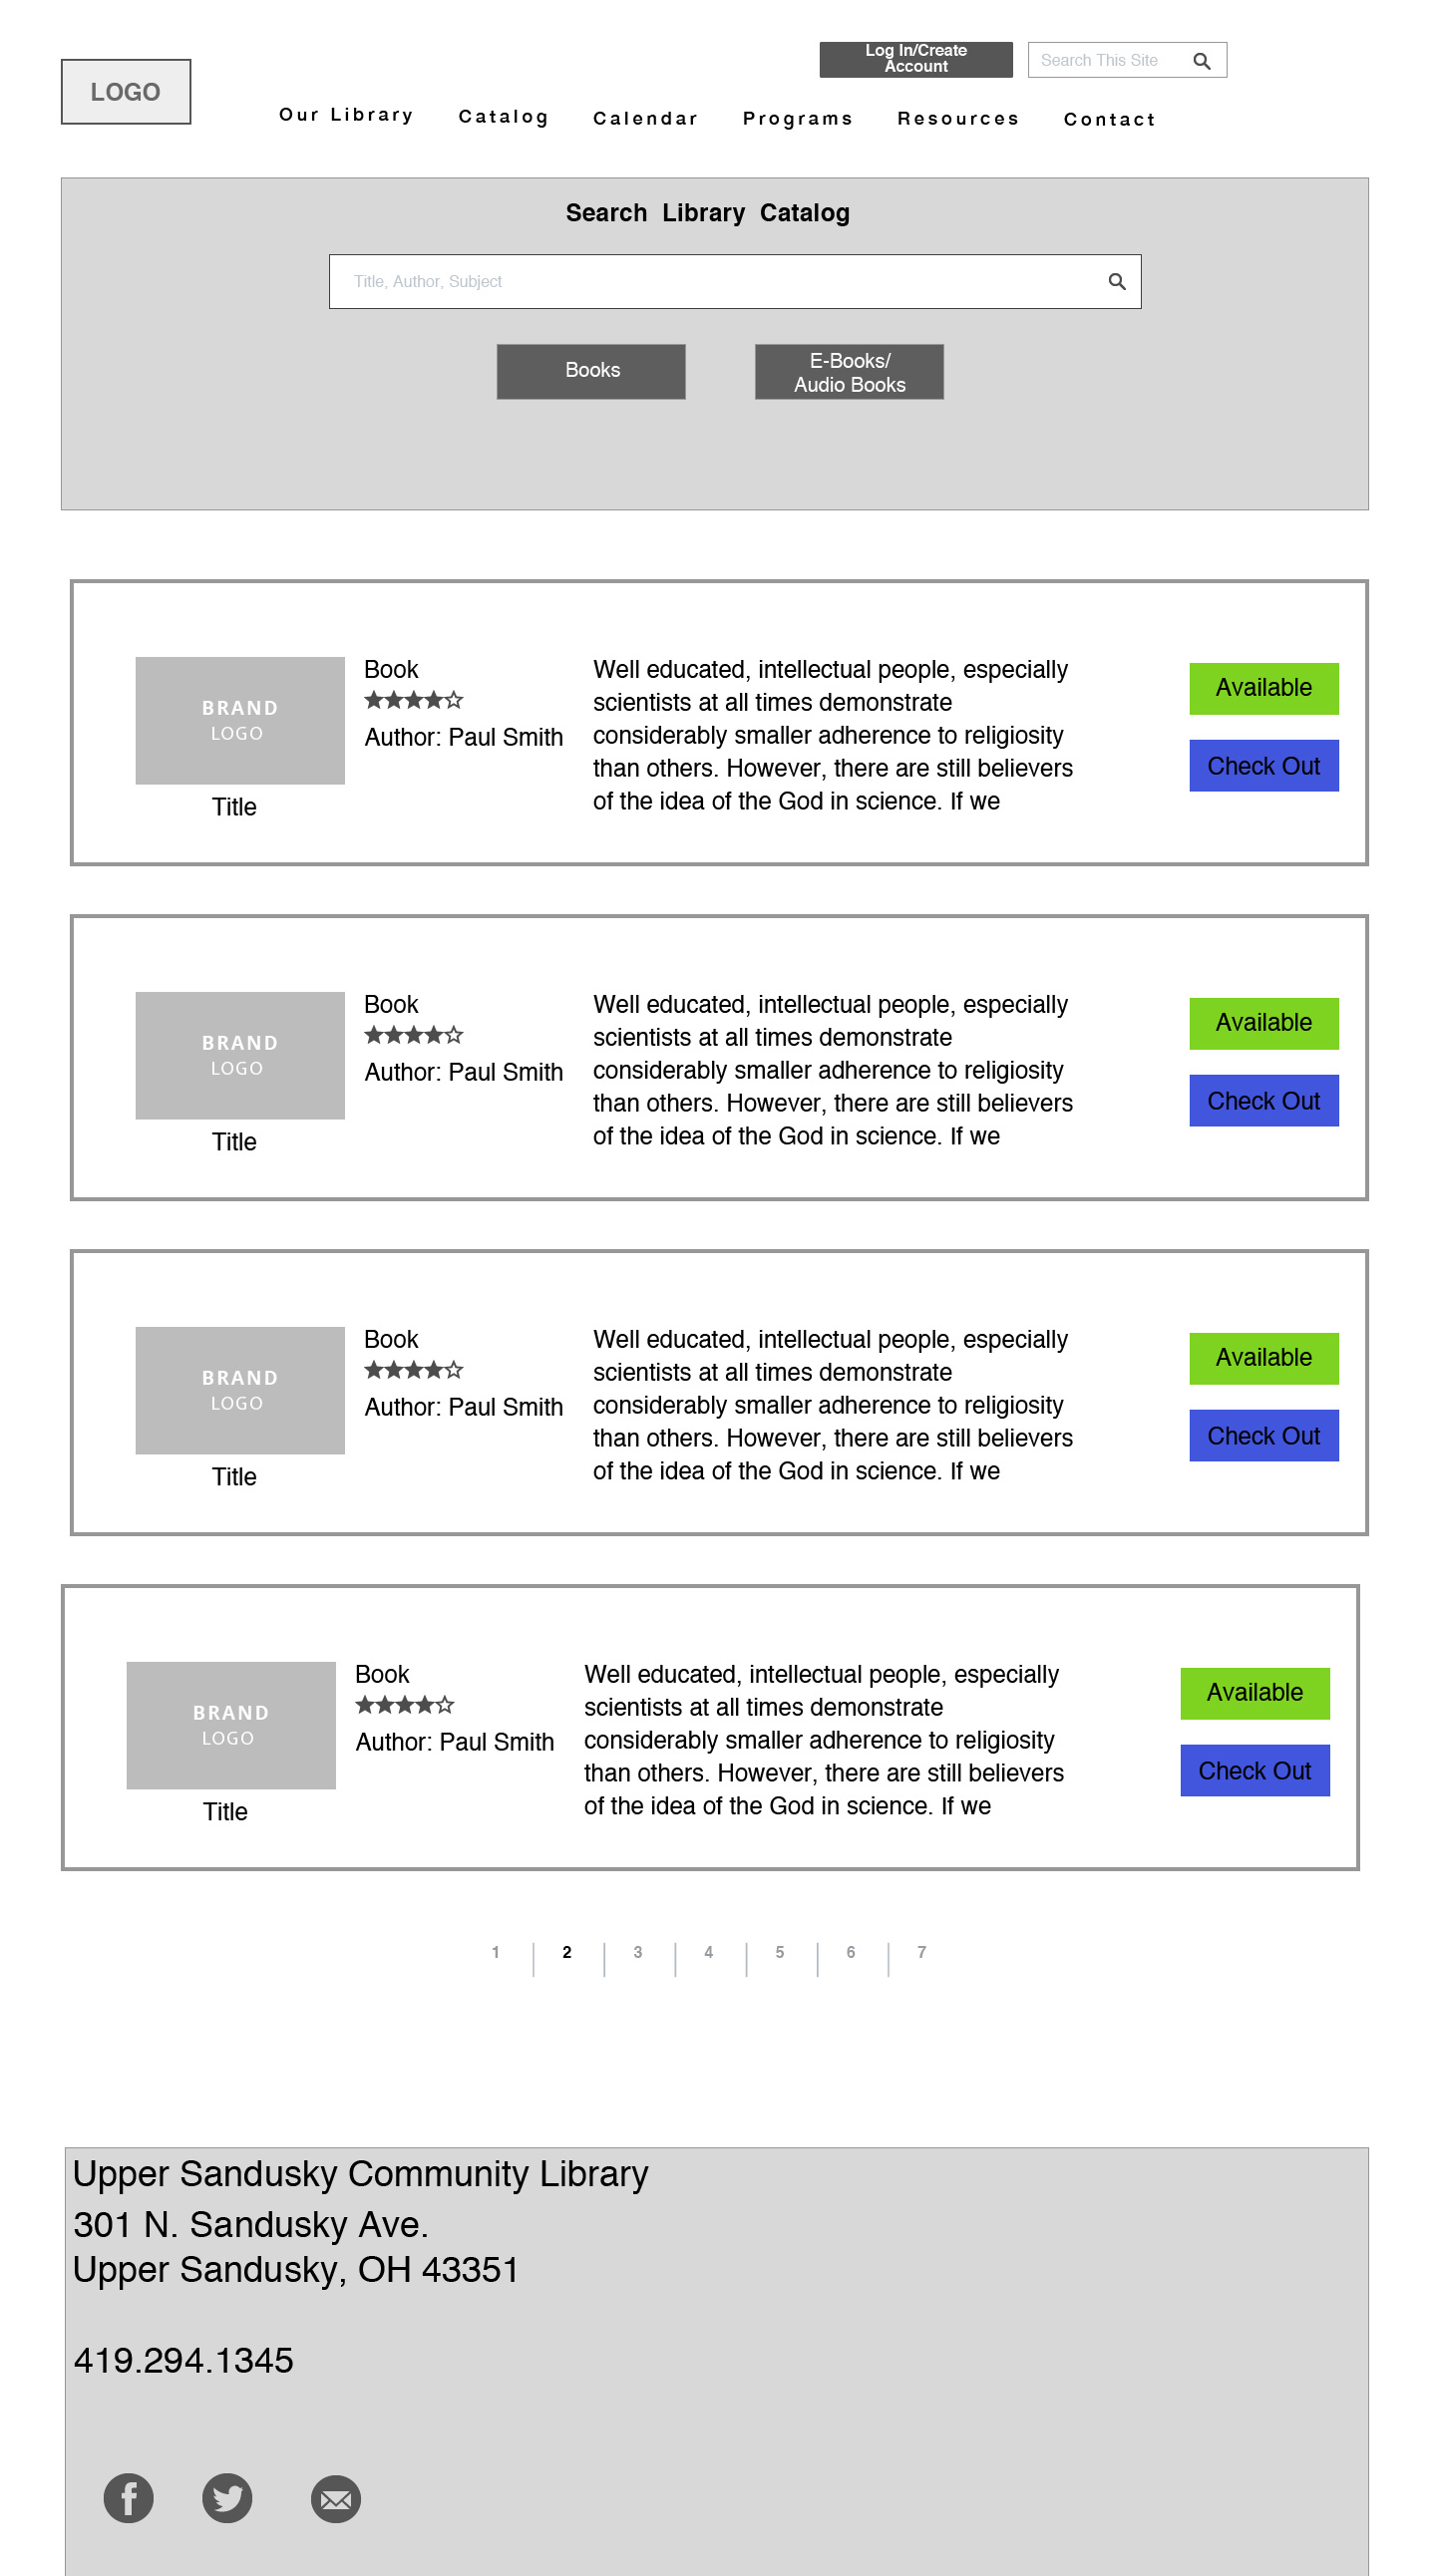 Log In/Create
Account
Search This Site
LOGO
Our Library Catalog Calendar Programs Resources Contact
Search Library Catalog
Title, Author, Subject
Books
E-Books/
Audio Books
BRAND
LOGO
Title
Book
Author: Paul Smith
Well educated, intellectual people, especially
scientists at all times demonstrate
considerably smaller adherence to religiosity
than others. However, there are still believers
of the idea of the God in science. If we
Available
Check Out
BRAND
LOGO
Title
Book
Author: Paul Smith
Well educated, intellectual people, especially
scientists at all times demonstrate
considerably smaller adherence to religiosity
than others. However, there are still believers
of the idea of the God in science. If we
Available
Check Out
BRAND
LOGO
Title
Book
Author: Paul Smith
Well educated, intellectual people, especially
scientists at all times demonstrate
considerably smaller adherence to religiosity
than others. However, there are still believers
of the idea of the God in science. If we
Available
Check Out
BRAND
LOGO
Title
Book
Author: Paul Smith
Well educated, intellectual people, especially
scientists at all times demonstrate
considerably smaller adherence to religiosity
than others. However, there are still believers
of the idea of the God in science. If we
Available
Check Out
1 2 3 4 5 6 7
Upper Sandusky Community Library
301 N. Sandusky Ave.
Upper Sandusky, OH 43351
419.294.1345